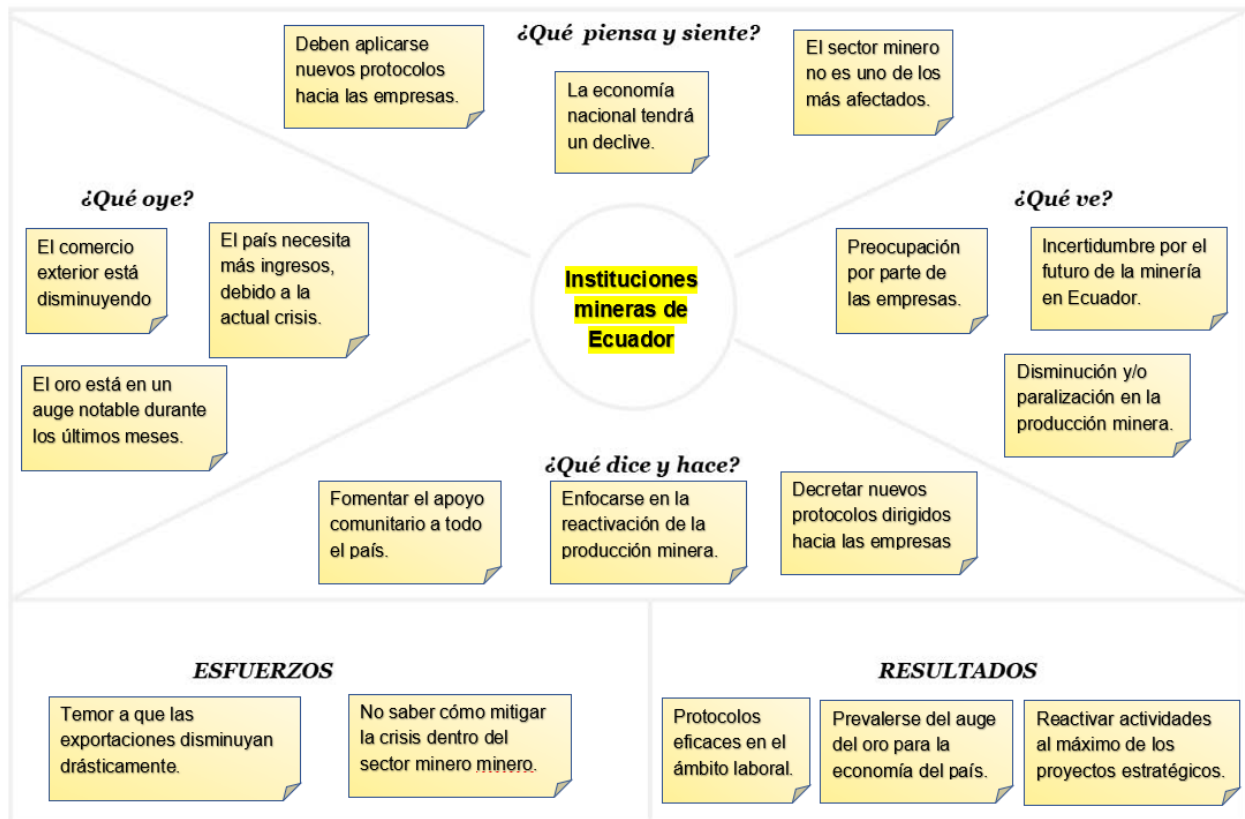 ¿Qué piensa y siente?
Deben aplicarse
nuevos protocolos
hacia las empresas.
La economía
nacional tendrá
un declive.
El sector minero
no es uno de los
más afectados.
¿Qué oye?
El comercio
exterior está
disminuyendo
El país necesita
más ingresos,
debido a la
actual crisis.
El oro está en un
auge notable durante
los últimos meses.
Instituciones
mineras de
Ecuador
¿Qué ve?
Preocupación
por parte de
las empresas.
Incertidumbre por el
futuro de la minería
en Ecuador.
Disminución y/o
paralización en la
producción minera.
¿Qué dice y hace?
Fomentar el apoyo
comunitario a todo
el país.
Enfocarse en la
reactivación de la
producción minera.
Decretar nuevos
protocolos dirigidos
hacia las empresas
ESFUERZOS
Temor a que las
exportaciones disminuyan
drásticamente.
No saber cómo mitigar
la crisis dentro del
sector minero minero.
RESULTADOS
Protocolos
eficaces en el
ámbito laboral.
Prevalerse del auge
del oro para la
economía del país.
Reactivar actividades
al máximo de los
proyectos estratégicos.